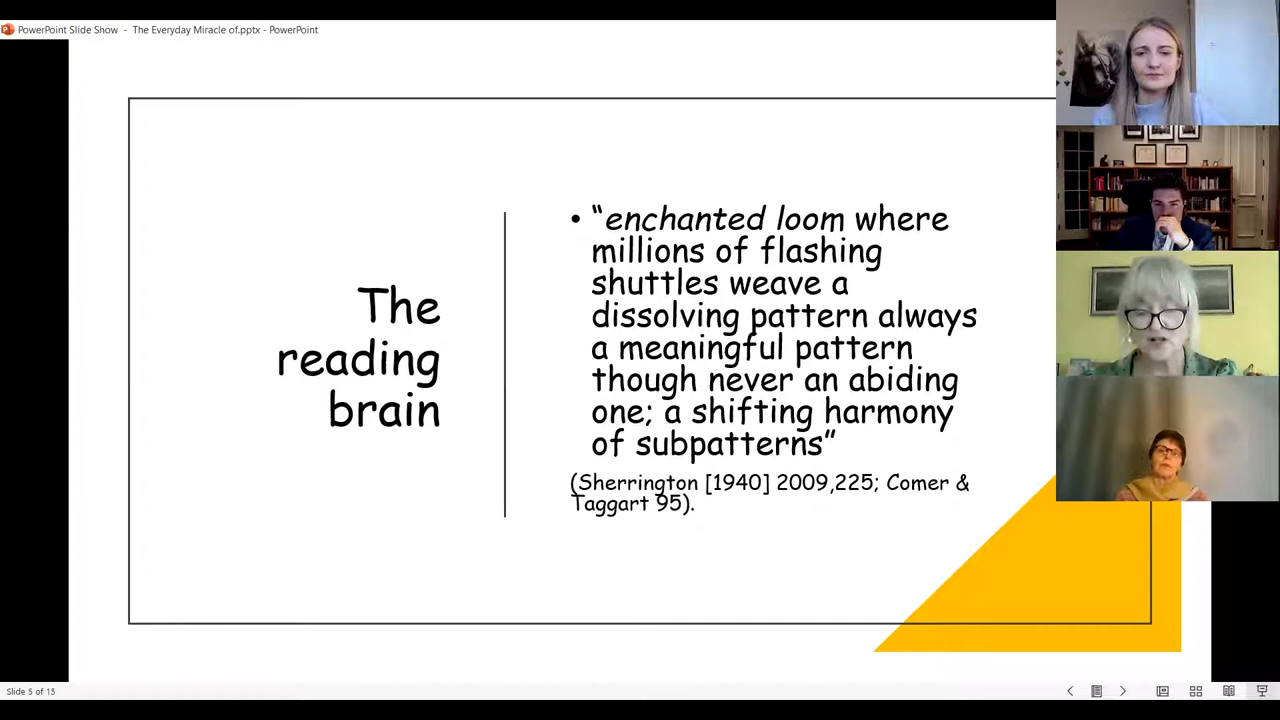 PowerPoint Slide Show - The Everyday Miracle of.pptx - PowerPoint
The
reading
brain
• “enchanted loom where
millions of flashing
shuttles weave a
dissolving pattern always
a meaningful pattern
though never an abiding
one; a shifting harmony
of subpatterns”
(Sherrington [1940] 2009,225; Comer &
Taggart 95).
Slide 5 of 15